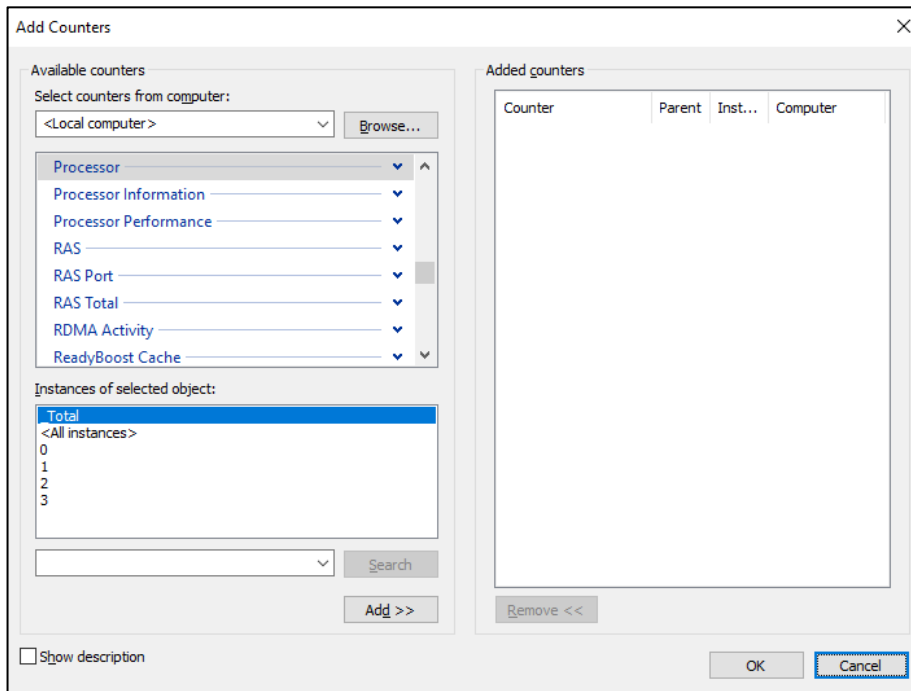 Add Counters
Available counters
Select counters from computer:
<Local computer>
Browse...
Processor
Processor Information
Processor Performance
RAS
RAS Port
RAS Total
RDMA Activity
ReadyBoost Cache
Instances of selected object:
_Total
<All instances>
0
1
2
3
Search
Add >>
Show description
Added counters
Counter Parent Inst... Computer
Remove <<
OK Cancel